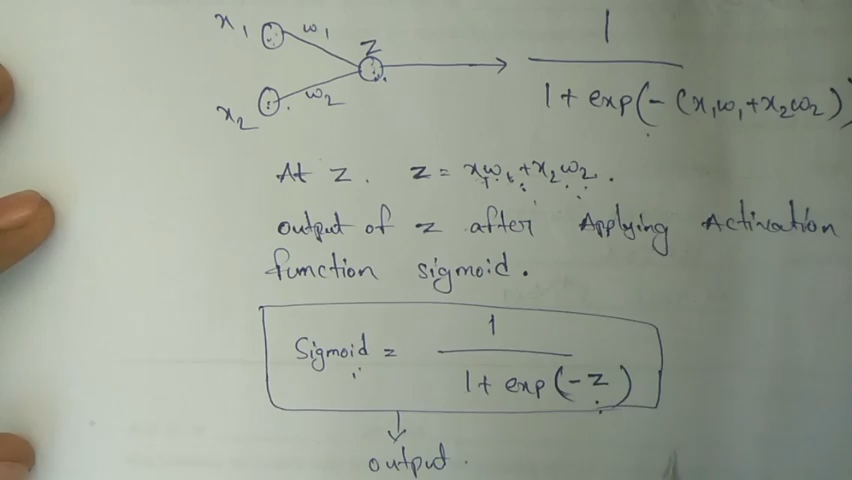 x₁ w₁ z 1
x₂ w₂ 1 + exp(-(x₁w₁+x₂w₂))
At z. z = x₁w₁+x₂w₂.
output of z after Applying Activation
function sigmoid.
Sigmoid = 1
1 + exp(-z)
output.